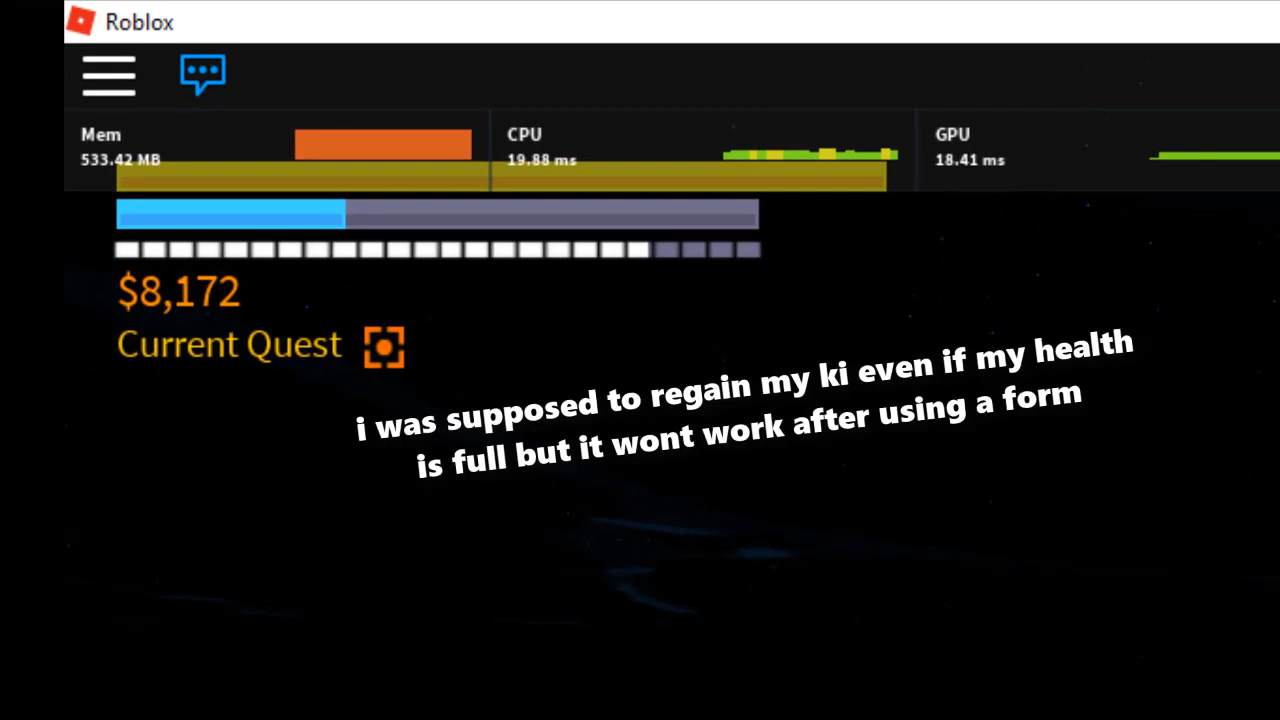 Roblox
Mem
533.42 MB
CPU
19.88 ms
GPU
18.41 ms
$8,172
Current Quest
i was supposed to regain my ki even if my health
is full but it wont work after using a form